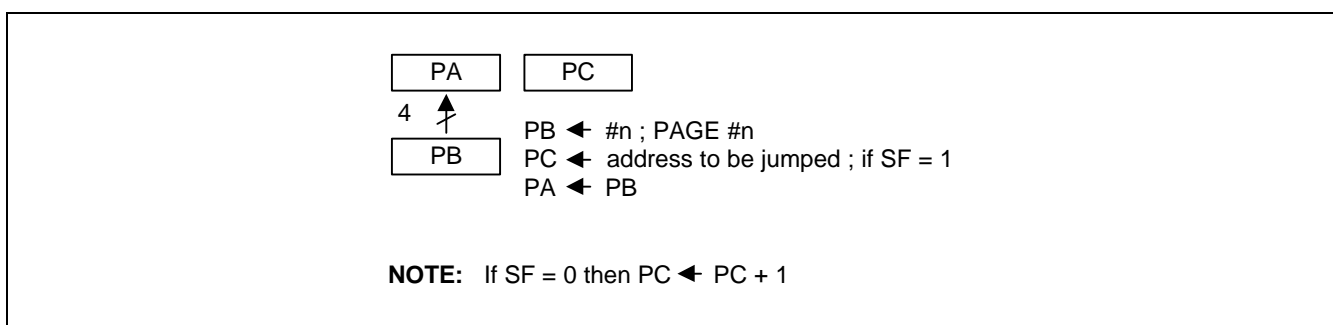 PA PC
4
PB ← #n ; PAGE #n
PB PC ← address to be jumped ; if SF = 1
PA ← PB
NOTE: If SF = 0 then PC ← PC + 1